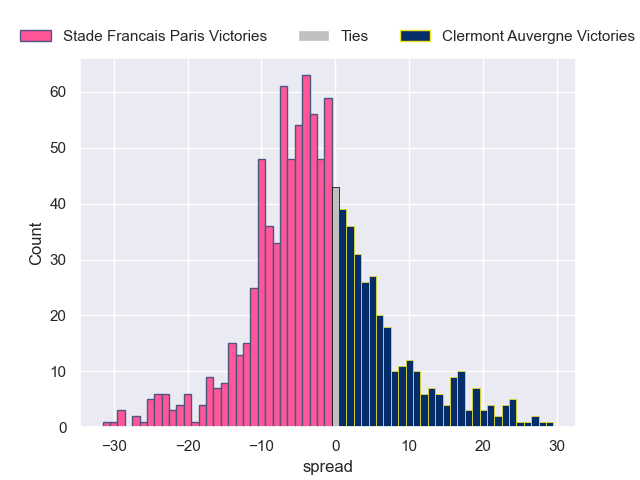 Stade Francais Paris Victories Ties Clermont Auvergne Victories
60
50
40
30
20
10
0
Count
−30 −20 −10 0 10 20 30
spread